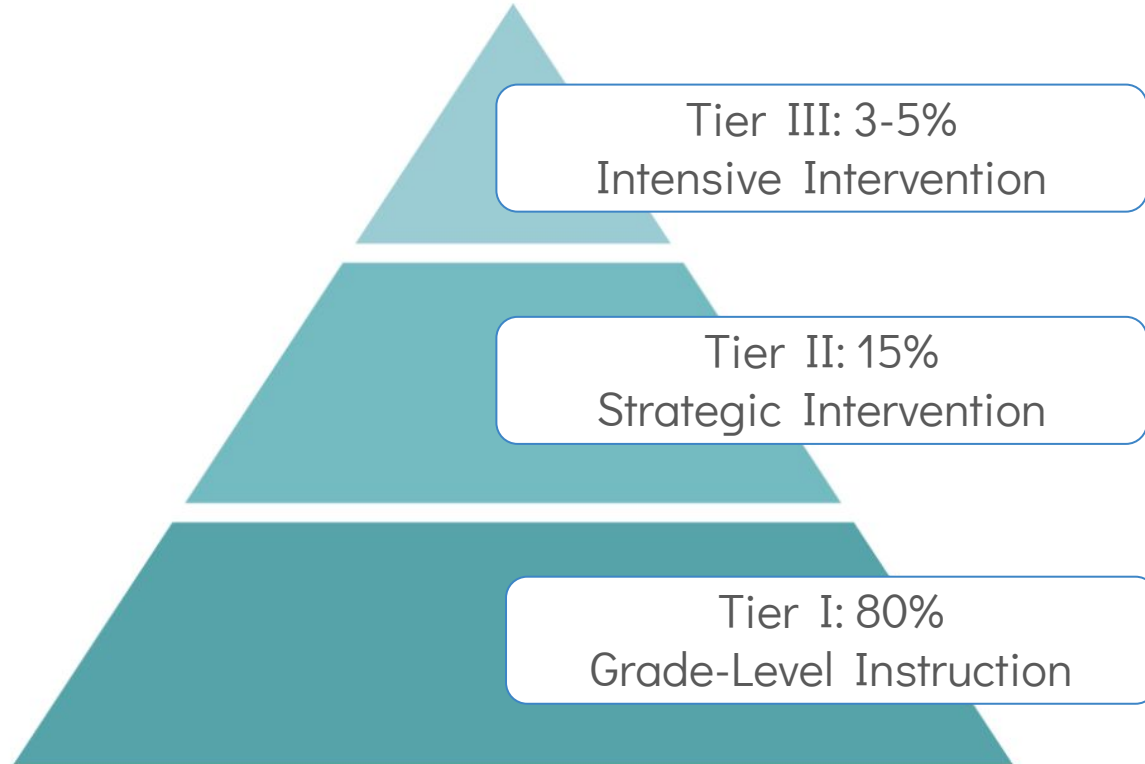 Tier III: 3-5%
Intensive Intervention
Tier II: 15%
Strategic Intervention
Tier I: 80%
Grade-Level Instruction